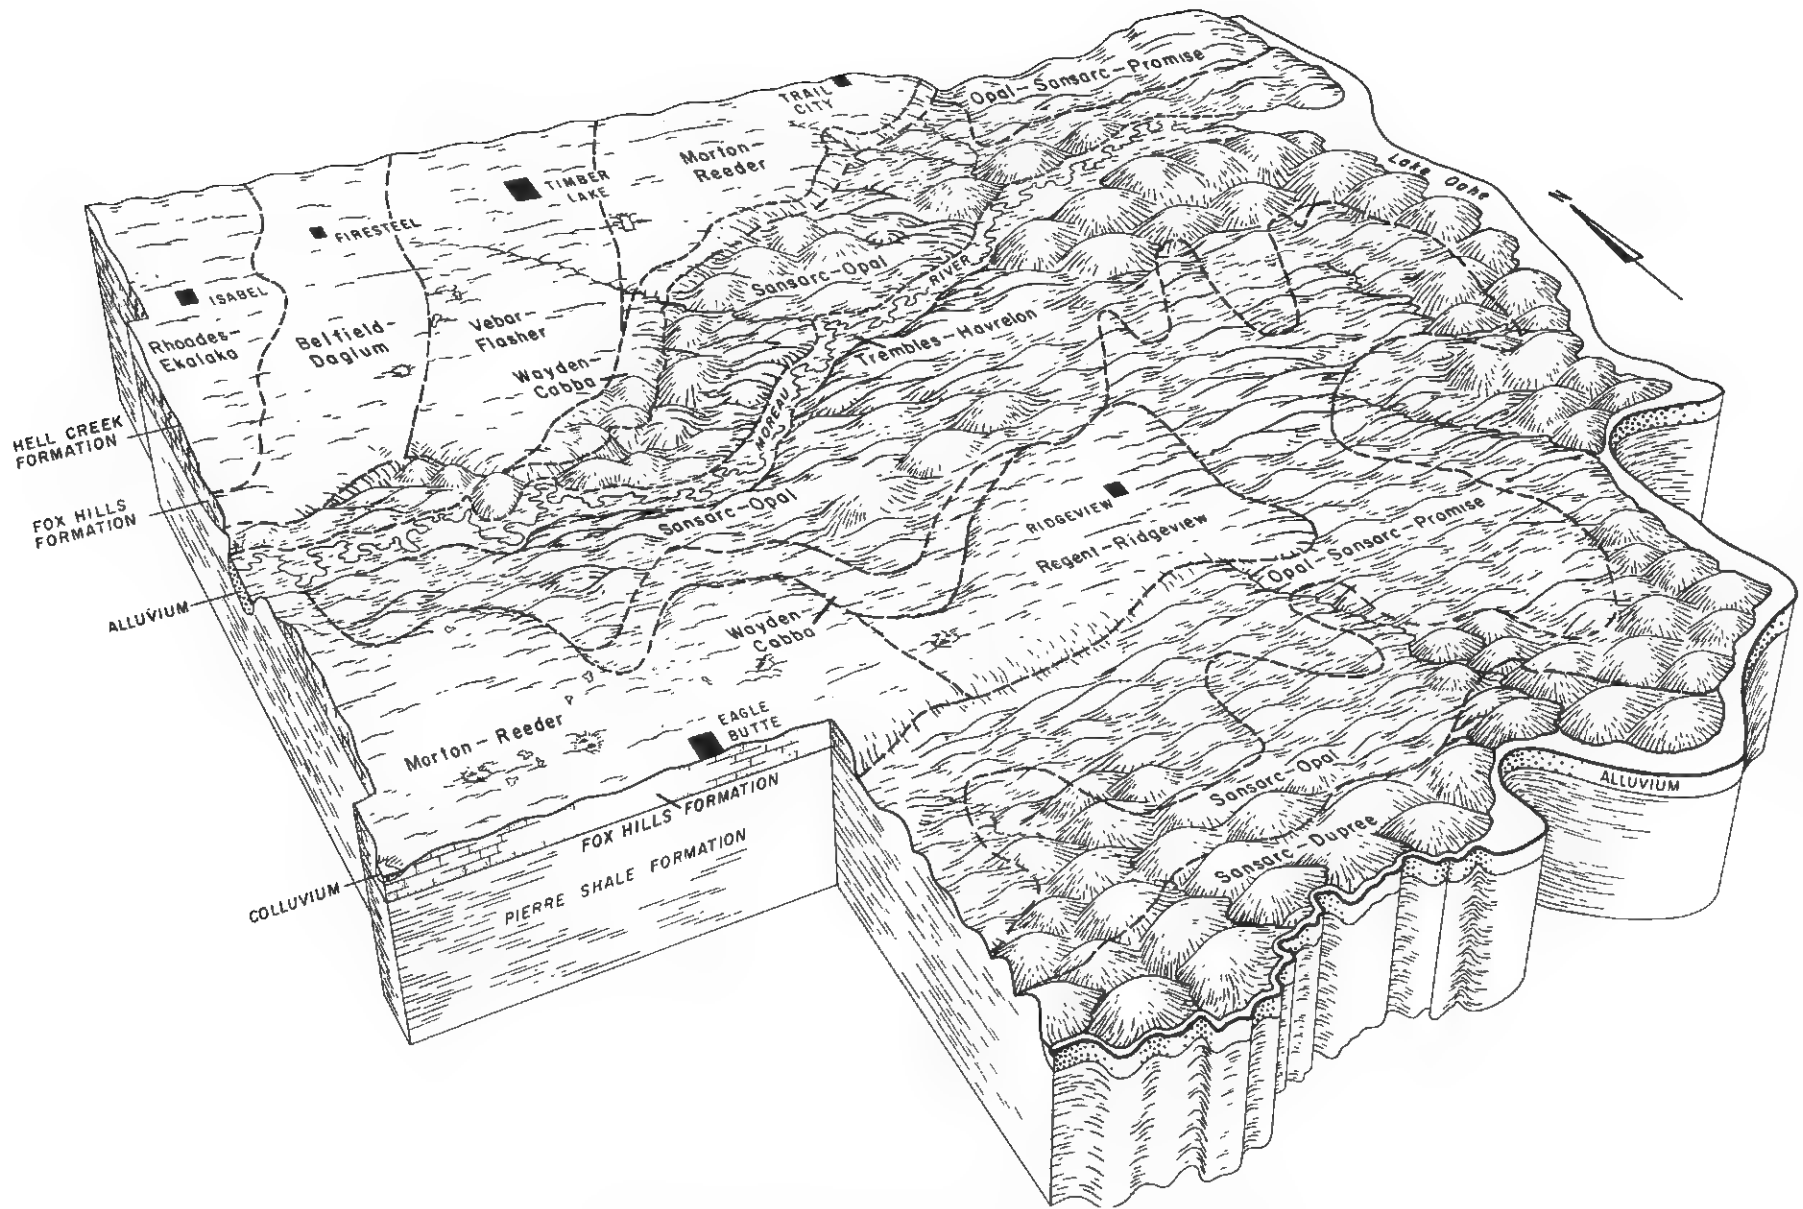 Opal-Sansarc-Promise
TRAIL
CITY
Morton-
Reeder
TIMBER
LAKE
Lake Oahe
N
FIRESTEEL
ISABEL
Rhoades-
Ekalaka
Belfield-
Daglum
Vebar-
Flasher
Wayden-
Cabba
Sansarc-Opal
RIVER
Trembles-Havrelon
MOREAU
HELL CREEK
FORMATION
FOX HILLS
FORMATION
ALLUVIUM
Sansarc-Opal
RIDGEVIEW
Regent-Ridgeview
Opal-Sansarc-Promise
Wayden-
Cabba
Morton-Reeder
EAGLE
BUTTE
FOX HILLS FORMATION
PIERRE SHALE FORMATION
COLLUVIUM
Sansarc-Opal
Sansarc-Dupree
ALLUVIUM